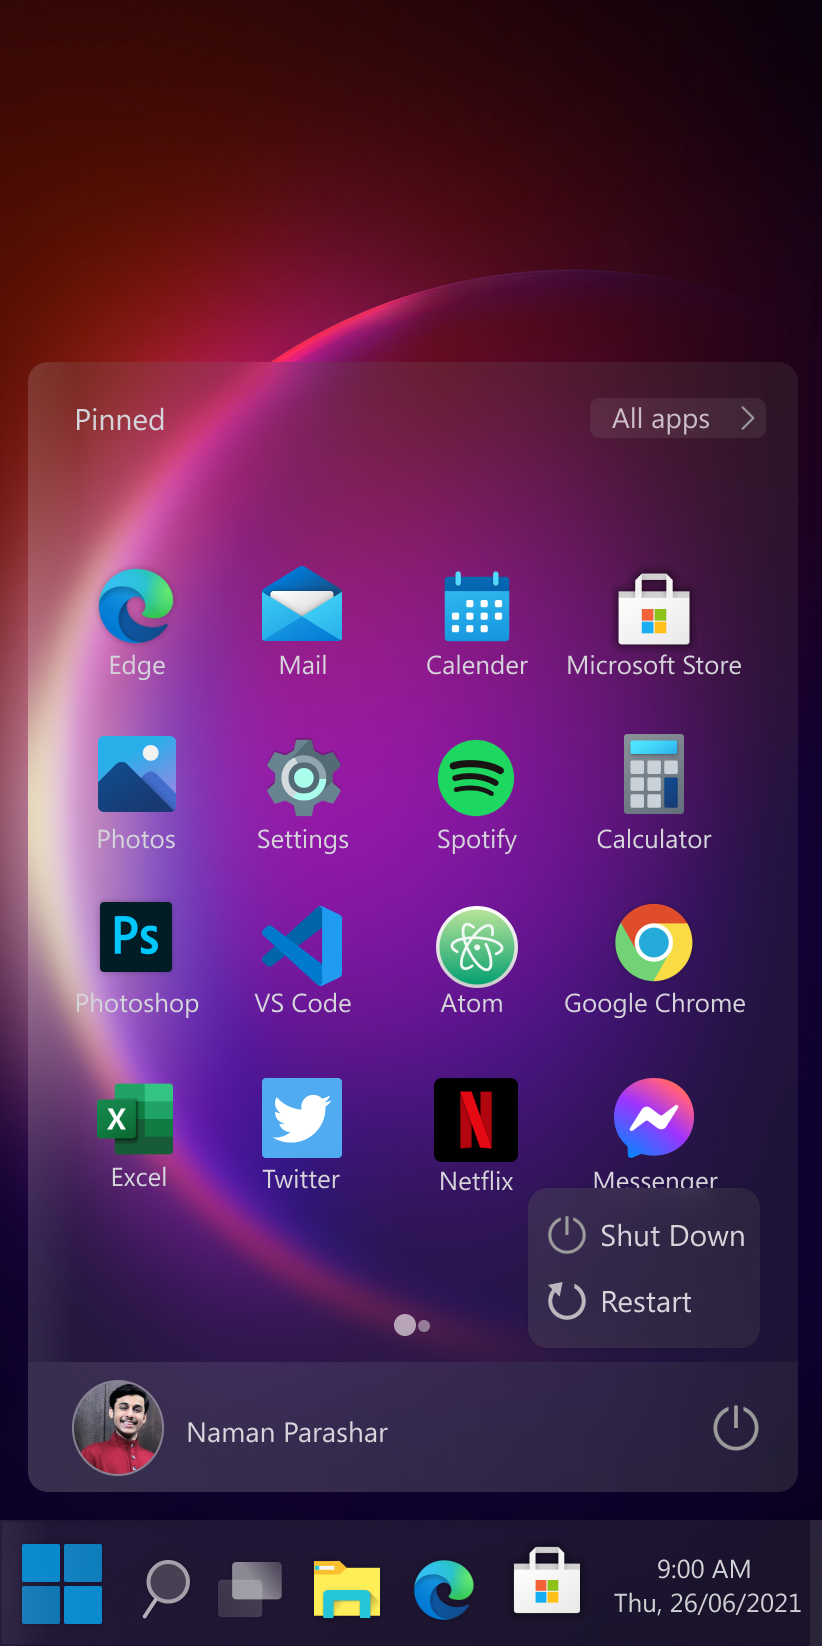 Pinned
All apps
Edge
Mail
Calender
Microsoft Store
Photos
Settings
Spotify
Calculator
Ps
Photoshop
VS Code
Atom
Google Chrome
X
Excel
Twitter
N
Netflix
Messenger
Shut Down
Restart
Naman Parashar
9:00 AM
Thu, 26/06/2021